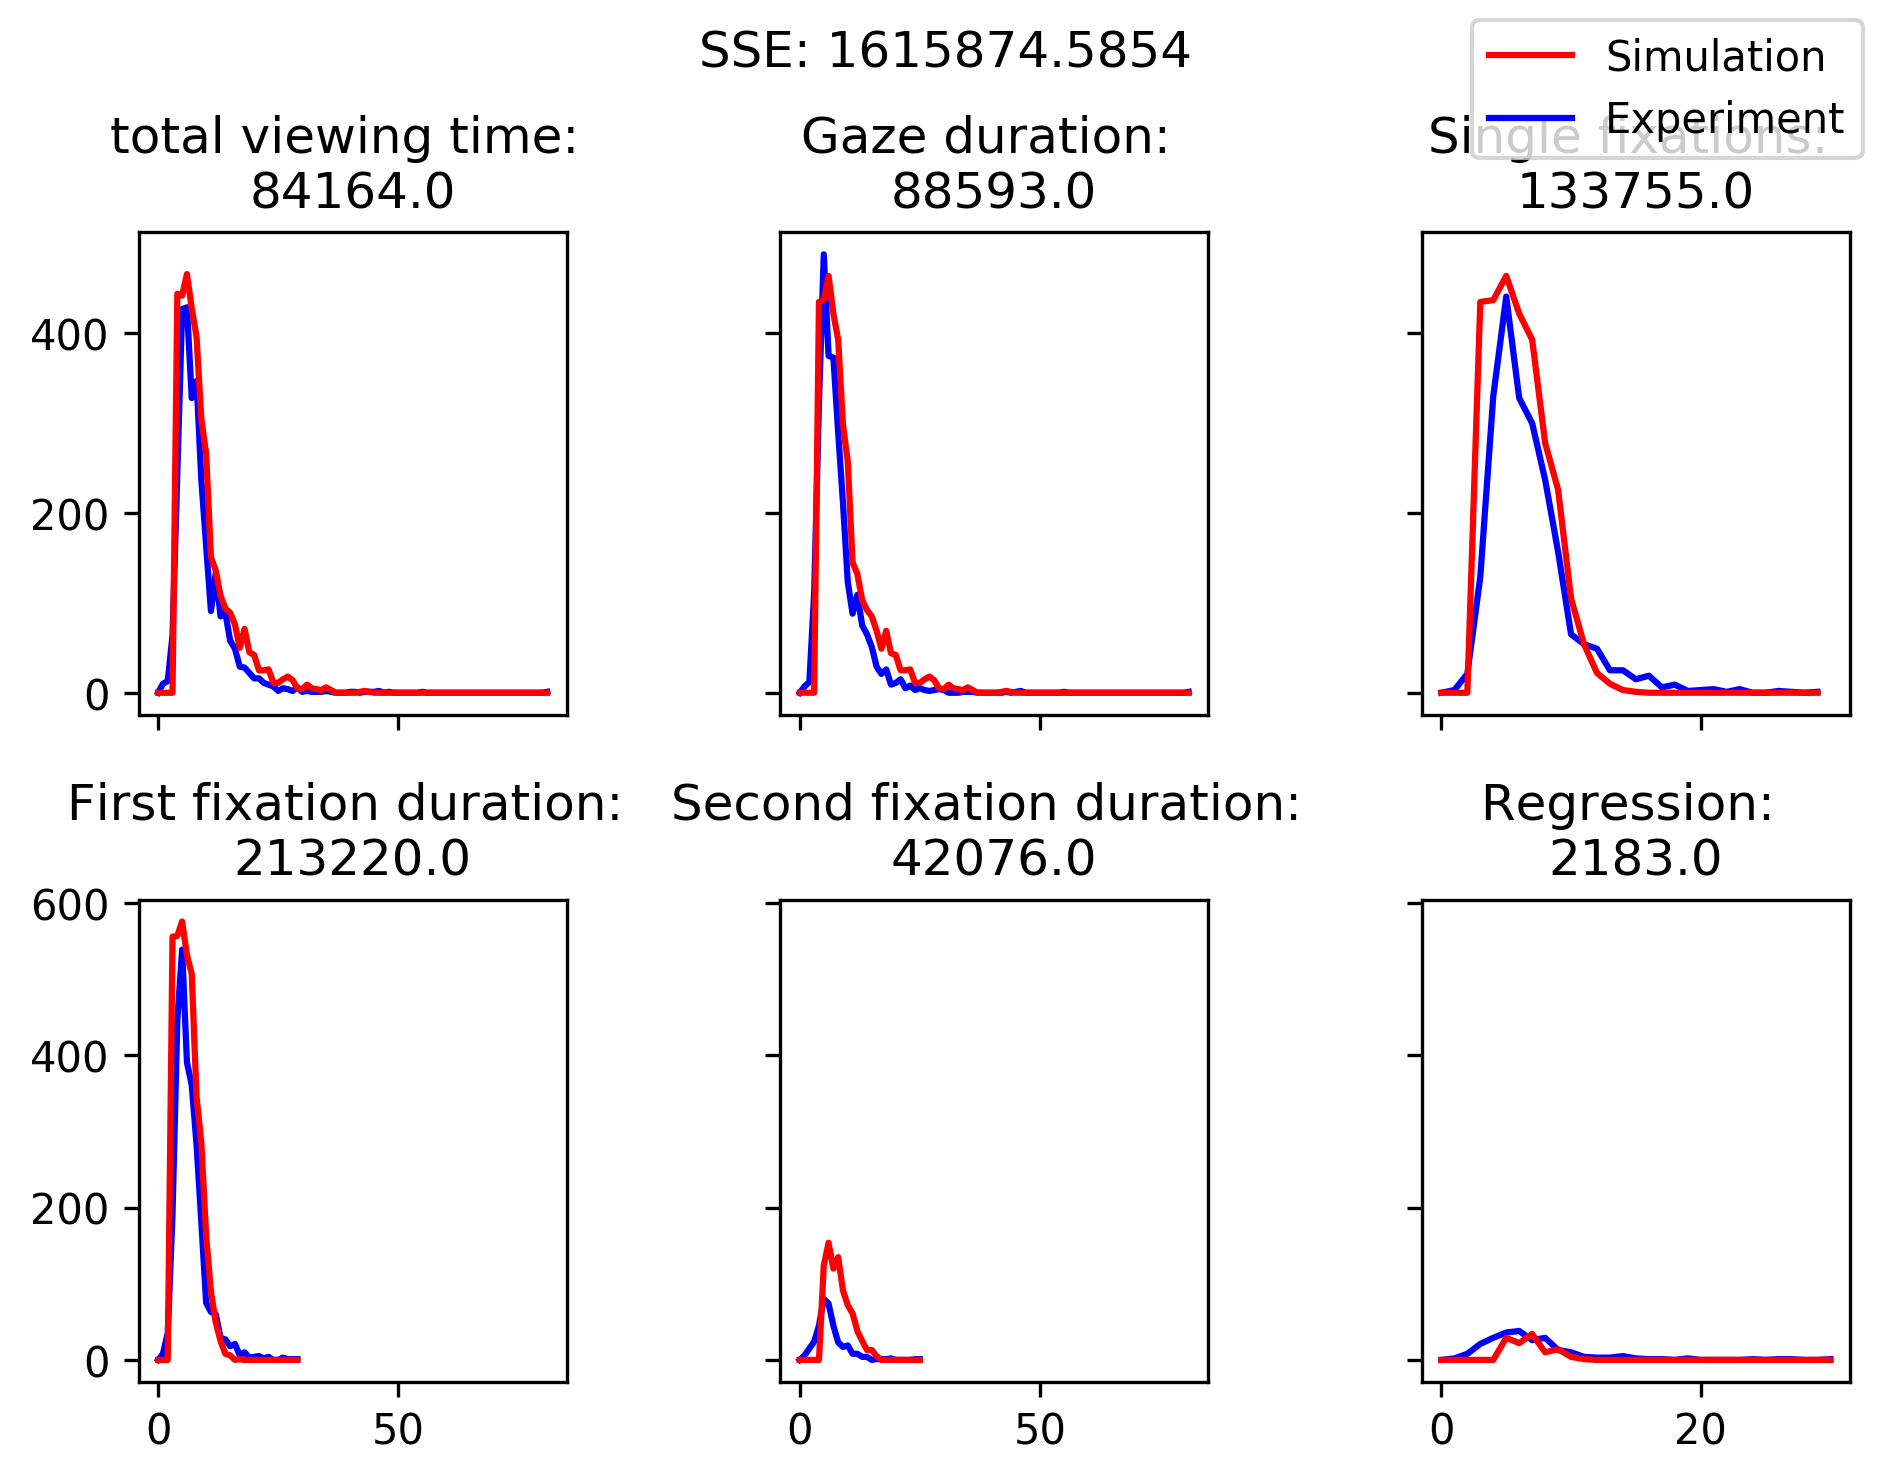 SSE: 1615874.5854
Simulation
Experiment
total viewing time:
84164.0
Gaze duration:
88593.0
Single fixations:
133755.0
400
200
0
First fixation duration:
213220.0
Second fixation duration:
42076.0
Regression:
2183.0
600
400
200
0
0 50
0 50
0 20